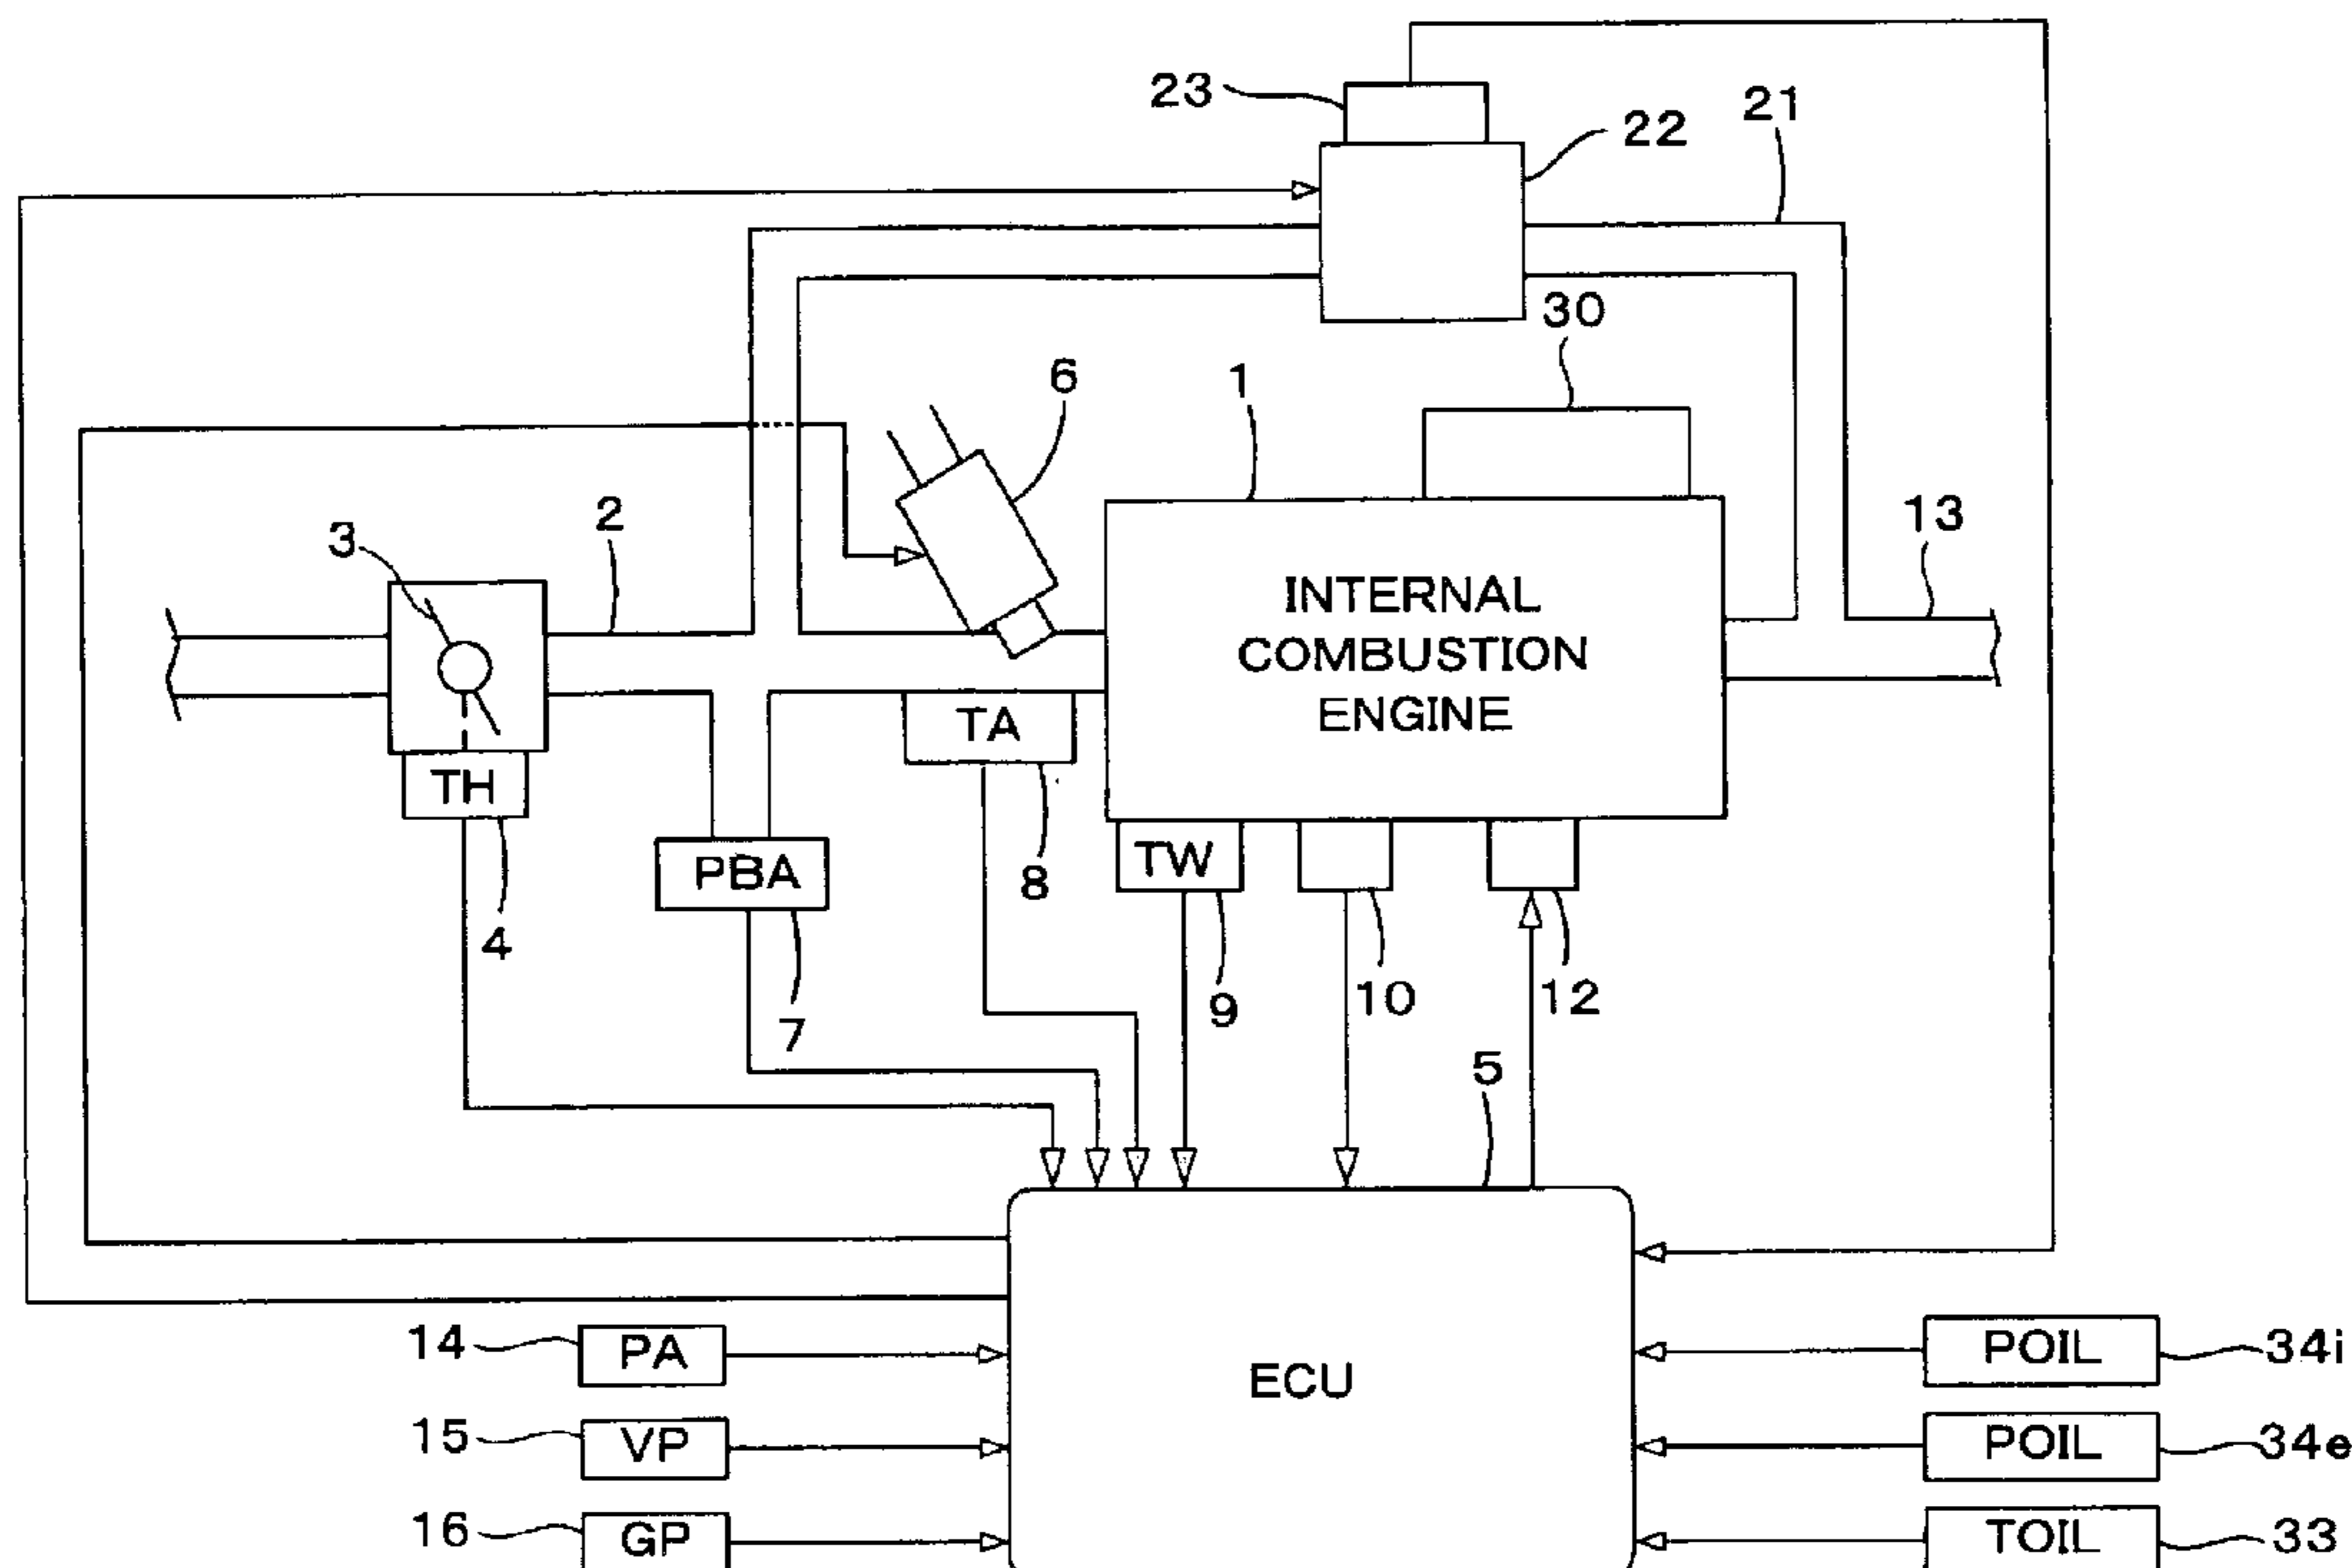 23
22
21
30
6
1
2
3
13
INTERNAL
COMBUSTION
ENGINE
TA
TH
PBA
TW
8
4
9
10
12
7
5
14
PA
ECU
POIL
34i
15
VP
POIL
34e
16
GP
TOIL
33